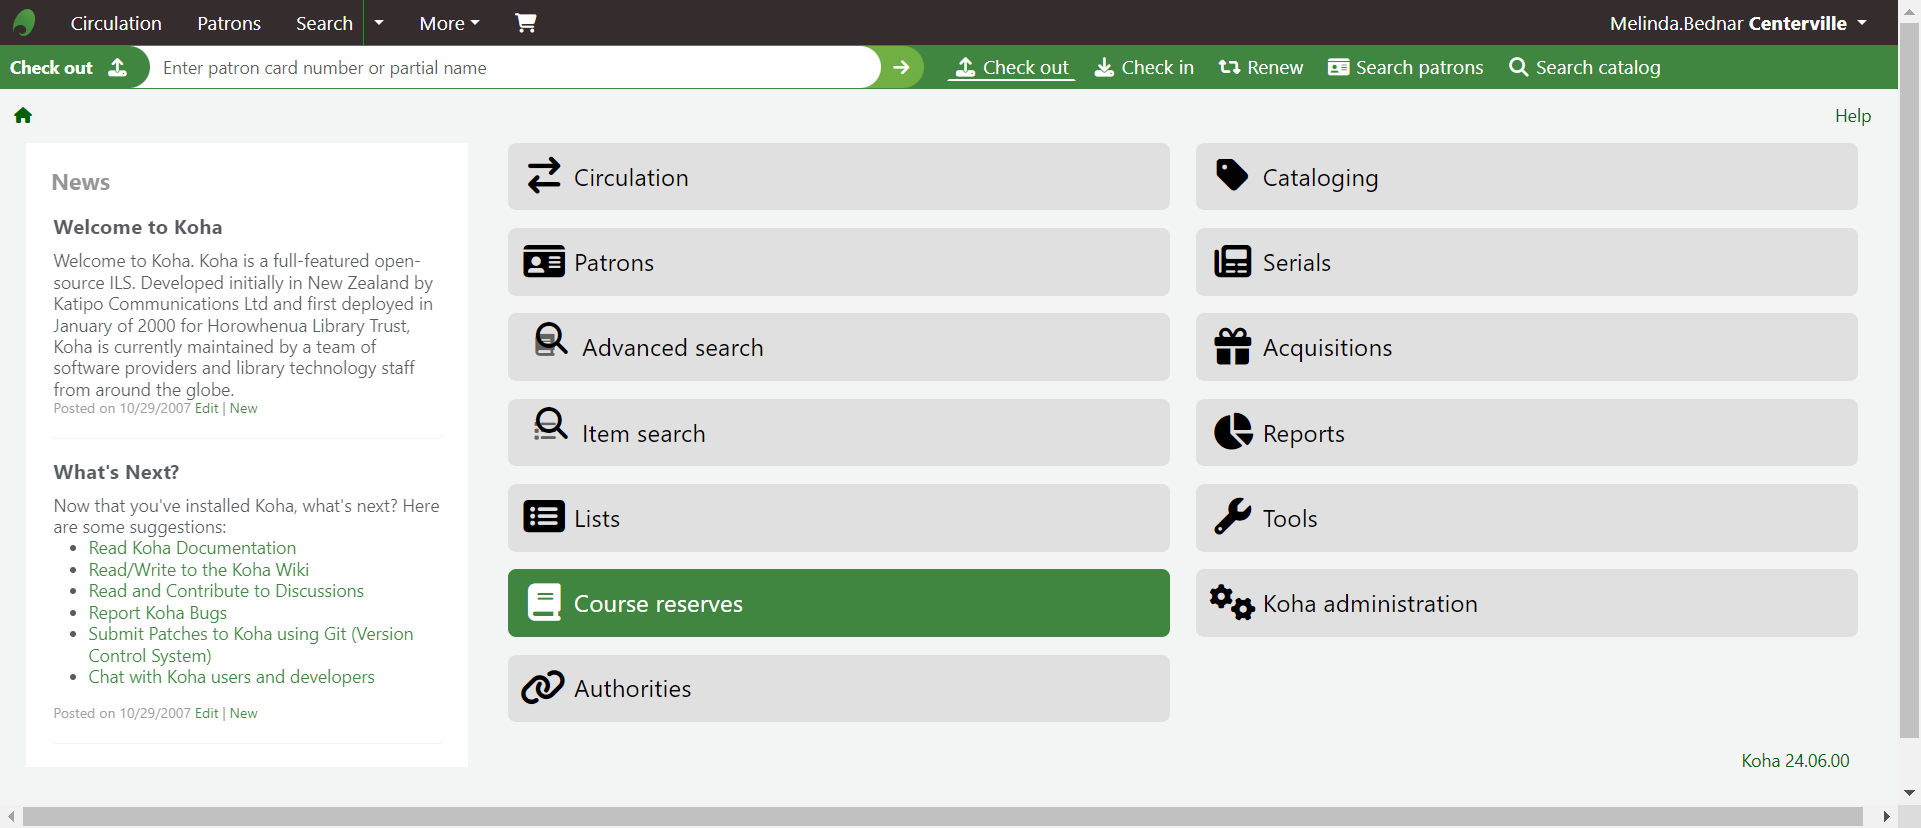 Circulation Patrons Search More Melinda.Bednar Centerville
Check out Enter patron card number or partial name Check out Check in Renew Search patrons Search catalog
Help
News
Welcome to Koha
Welcome to Koha. Koha is a full-featured open-
source ILS. Developed initially in New Zealand by
Katipo Communications Ltd and first deployed in
January of 2000 for Horowhenua Library Trust,
Koha is currently maintained by a team of
software providers and library technology staff
from around the globe.
Posted on 10/29/2007 Edit | New
What's Next?
Now that you've installed Koha, what's next? Here
are some suggestions:
• Read Koha Documentation
• Read/Write to the Koha Wiki
• Read and Contribute to Discussions
• Report Koha Bugs
• Submit Patches to Koha using Git (Version
Control System)
• Chat with Koha users and developers
Posted on 10/29/2007 Edit | New
Circulation
Patrons
Advanced search
Item search
Lists
Course reserves
Authorities
Cataloging
Serials
Acquisitions
Reports
Tools
Koha administration
Koha 24.06.00